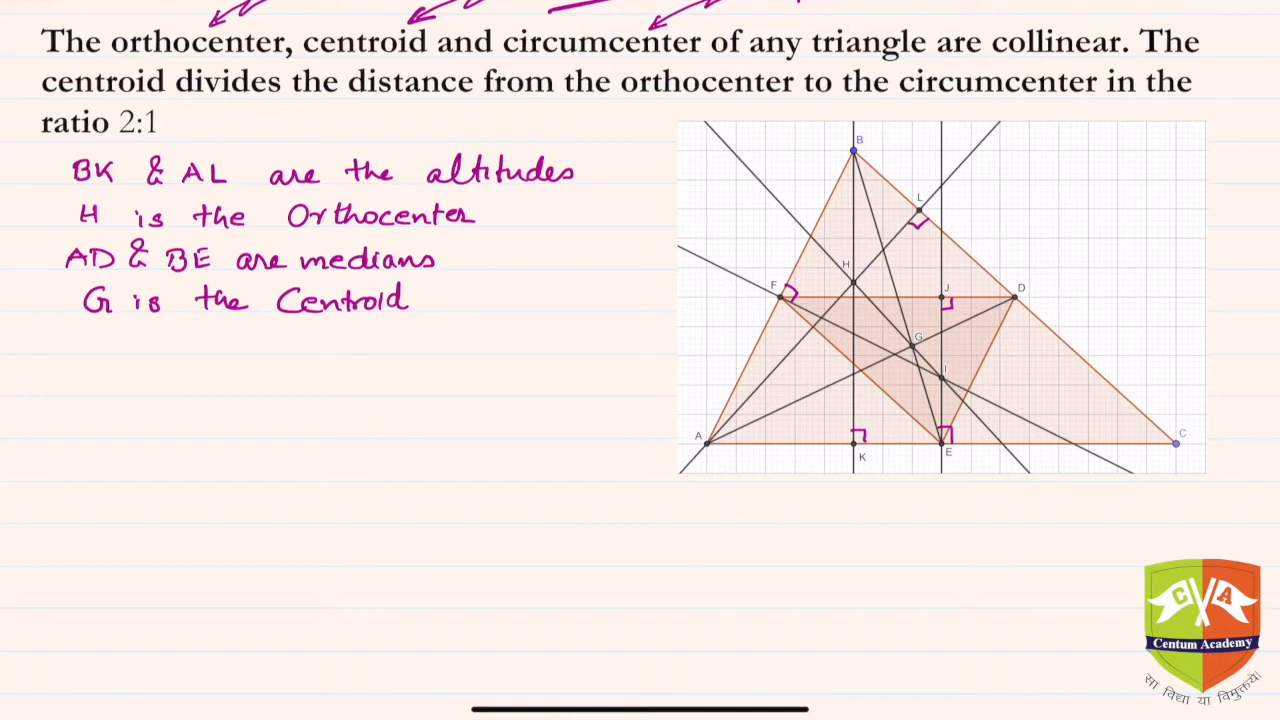 The orthocenter, centroid and circumcenter of any triangle are collinear. The
centroid divides the distance from the orthocenter to the circumcenter in the
ratio 2:1
BK & AL are the altitudes
H is the Orthocenter
AD & BE are medians
G is the Centroid
B
L
H
F
J
D
G
I
A
C
K
E
C A
Centum Academy
सा विद्या या विमुक्तये।